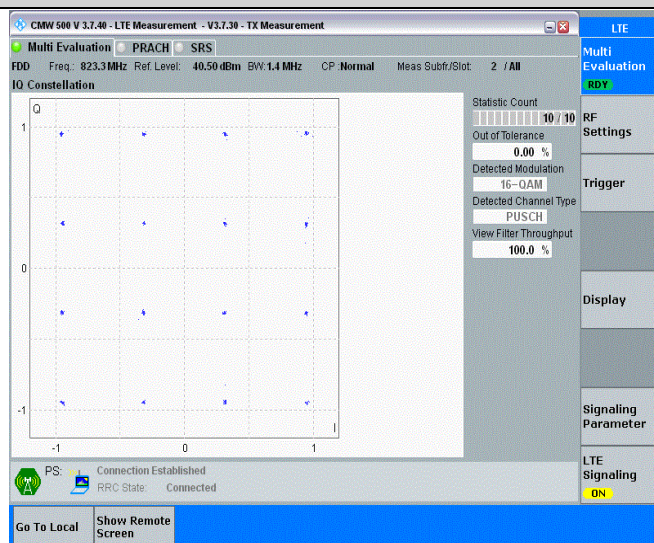 CMW 500 V 3.7.40 - LTE Measurement - V3.7.30 - TX Measurement
LTE
Multi Evaluation PRACH SRS
FDD Freq.: 823.3 MHz Ref. Level: 40.50 dBm BW:1.4 MHz CP :Normal Meas Subfr./Slot: 2 / All
IQ Constellation
Q
1
0
-1
-1 0 1
I
Statistic Count
10 / 10
Out of Tolerance
0.00 %
Detected Modulation
16-QAM
Detected Channel Type
PUSCH
View Filter Throughput
100.0 %
Multi
Evaluation
RDY
RF
Settings
Trigger
Display
Signaling
Parameter
LTE
Signaling
ON
PS: Connection Established
RRC State: Connected
Go To Local
Show Remote
Screen